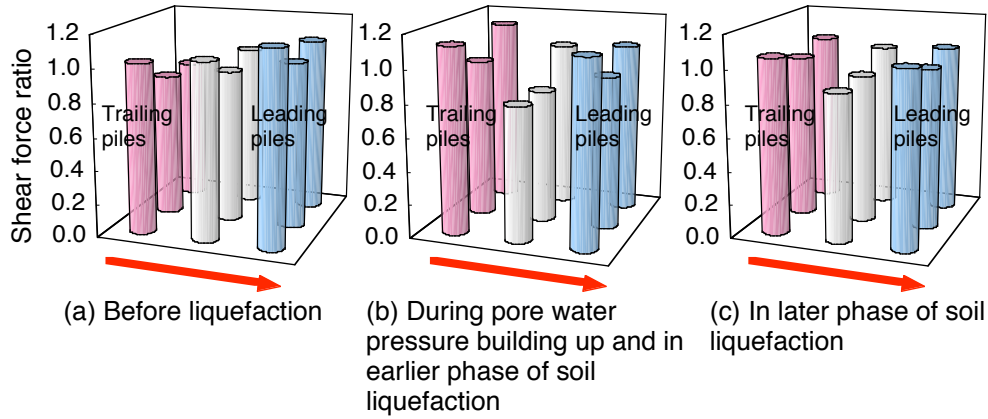 Shear force ratio
1.2
1.0
0.8
0.6
0.4
0.2
0.0
Trailing
piles
Leading
piles
(a) Before liquefaction
1.2
1.0
0.8
0.6
0.4
0.2
0.0
Trailing
piles
Leading
piles
(b) During pore water
pressure building up and in
earlier phase of soil
liquefaction
1.2
1.0
0.8
0.6
0.4
0.2
0.0
Trailing
piles
Leading
piles
(c) In later phase of soil
liquefaction